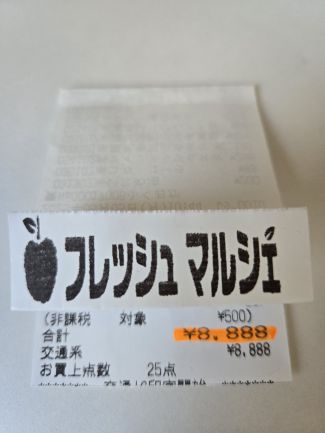 フレッシュ マルシェ
(非課税 対象 ¥500)
合計 ¥8,888
交通系 ¥8,888
お買上点数 25点